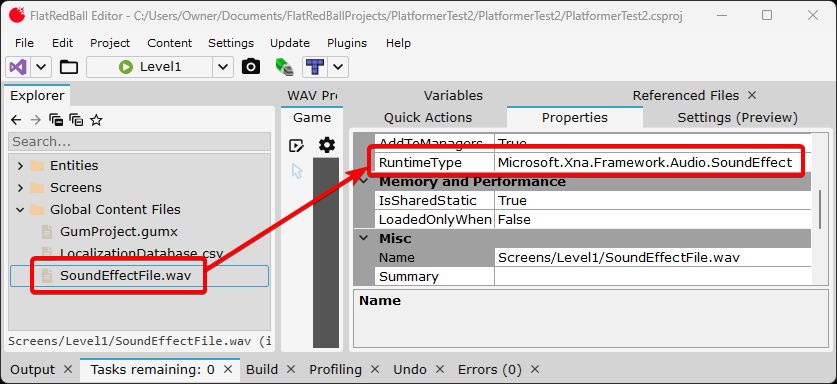 FlatRedBall Editor - C:/Users/Owner/Documents/FlatRedBallProjects/PlatformerTest2/PlatformerTest2/PlatformerTest2.csproj
File Edit Project Content Settings Update Plugins Help
Level1
Explorer
Search...
Entities
Screens
Global Content Files
GumProject.gumx
LocalizationDatabase.csv
SoundEffectFile.wav
Screens/Level1/SoundEffectFile.wav (i
WAV Pr
Game
Variables Referenced Files
Quick Actions Properties Settings (Preview)
AddToManagers True
RuntimeType Microsoft.Xna.Framework.Audio.SoundEffect
Memory and Performance
IsSharedStatic True
LoadedOnlyWhen False
Misc
Name Screens/Level1/SoundEffectFile.wav
Summary
Name
Output Tasks remaining: 0 Build Profiling Undo Errors (0)